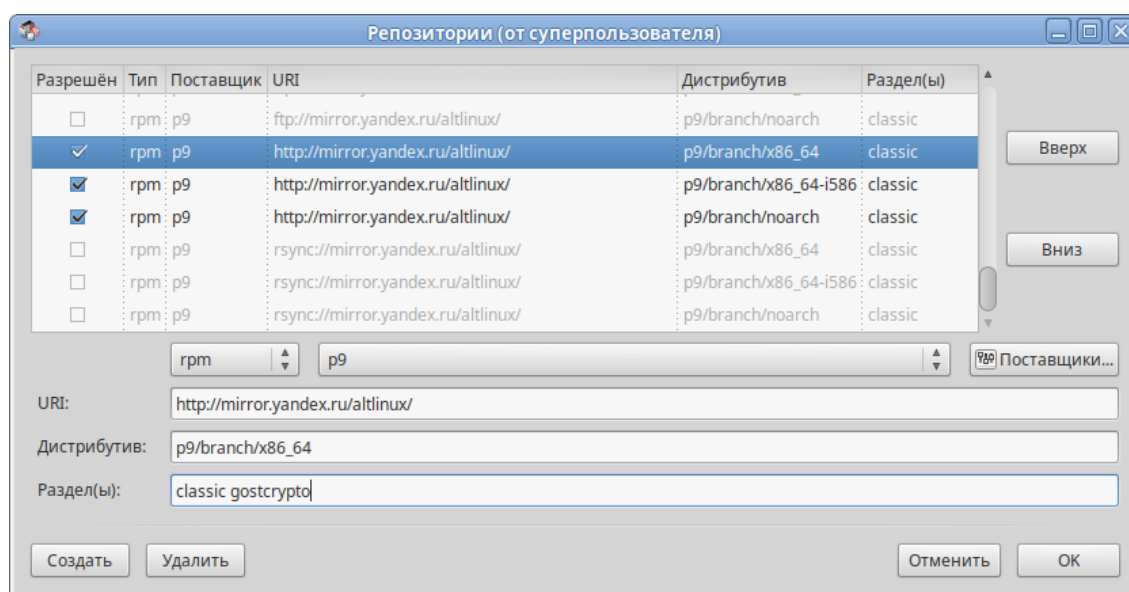 Репозитории (от суперпользователя)
Разрешён Тип Поставщик URI Дистрибутив Раздел(ы)
rpm p9 ftp://mirror.yandex.ru/altlinux/ p9/branch/noarch classic
rpm p9 http://mirror.yandex.ru/altlinux/ p9/branch/x86_64 classic Вверх
rpm p9 http://mirror.yandex.ru/altlinux/ p9/branch/x86_64-i586 classic
rpm p9 http://mirror.yandex.ru/altlinux/ p9/branch/noarch classic
rpm p9 rsync://mirror.yandex.ru/altlinux/ p9/branch/x86_64 classic Вниз
rpm p9 rsync://mirror.yandex.ru/altlinux/ p9/branch/x86_64-i586 classic
rpm p9 rsync://mirror.yandex.ru/altlinux/ p9/branch/noarch classic
rpm p9 Поставщики...
URI: http://mirror.yandex.ru/altlinux/
Дистрибутив: p9/branch/x86_64
Раздел(ы): classic gostcrypto
Создать Удалить Отменить OK